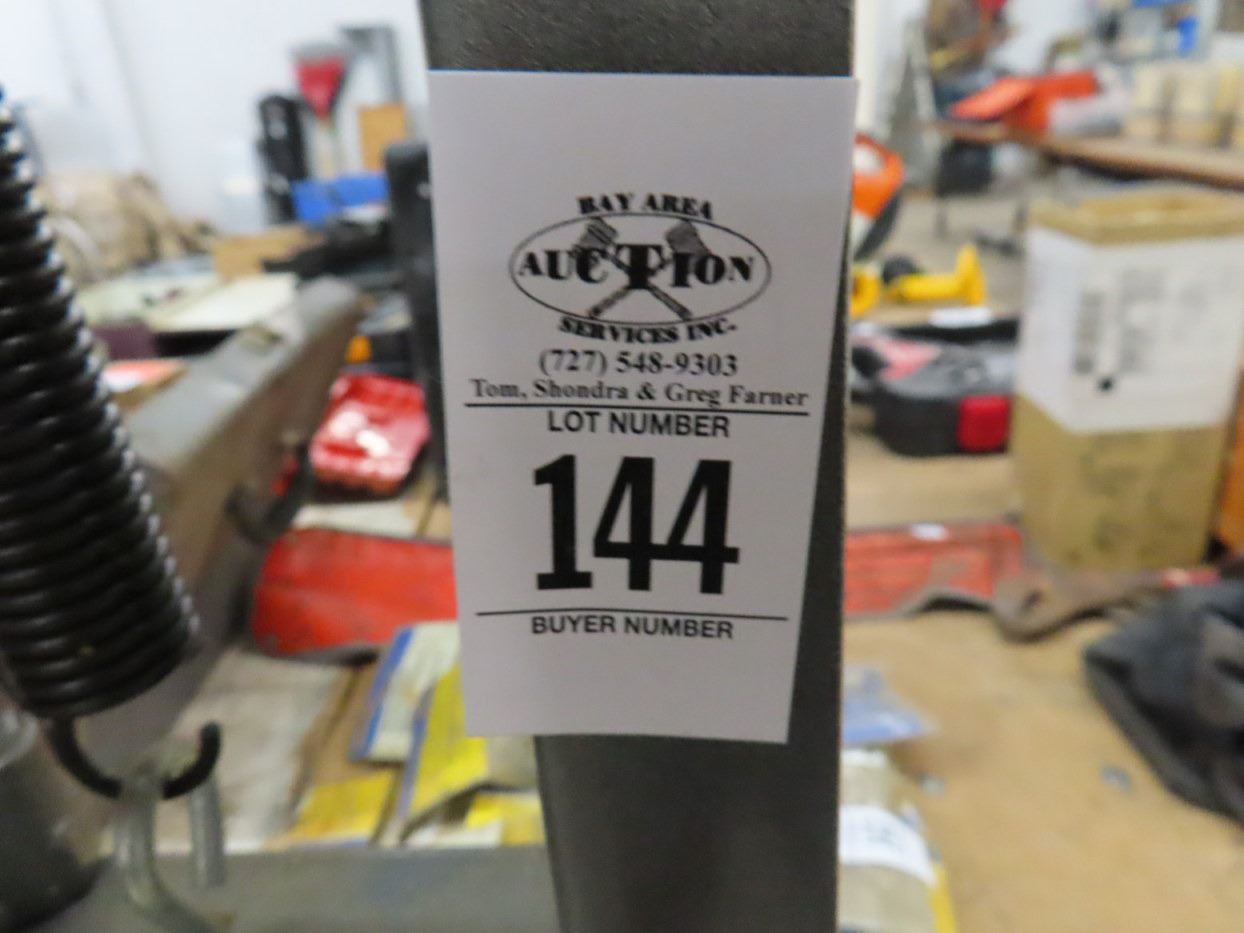 BAY AREA
AUCTION
SERVICES INC.
(727) 548-9303
Tom, Shondra & Greg Farner
LOT NUMBER
144
BUYER NUMBER